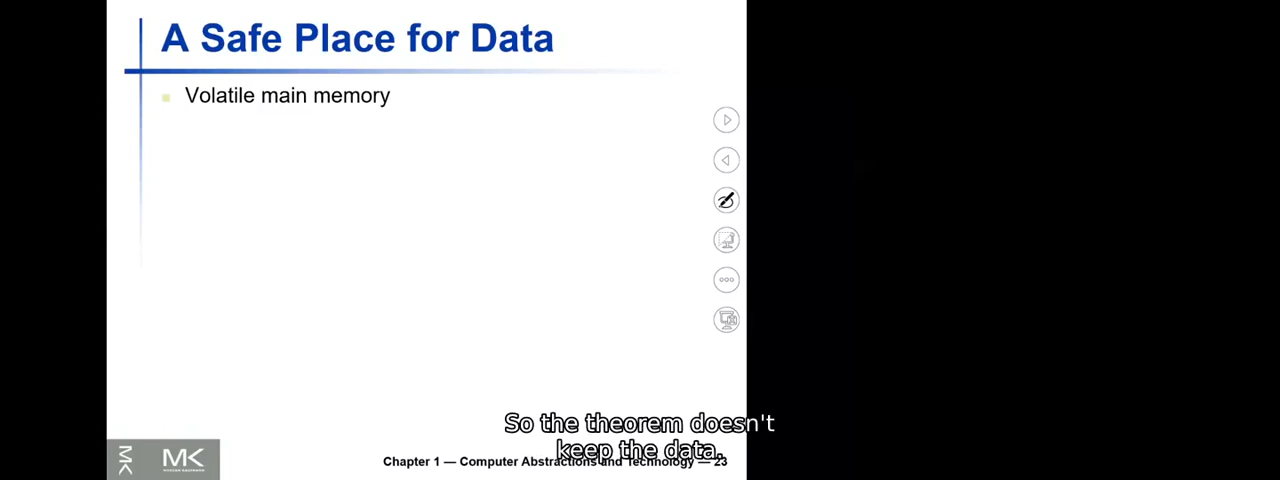 A Safe Place for Data
Volatile main memory
So the theorem doesn't
keep the data.
MK
MK
Chapter 1 — Computer Abstractions and Technology — 23